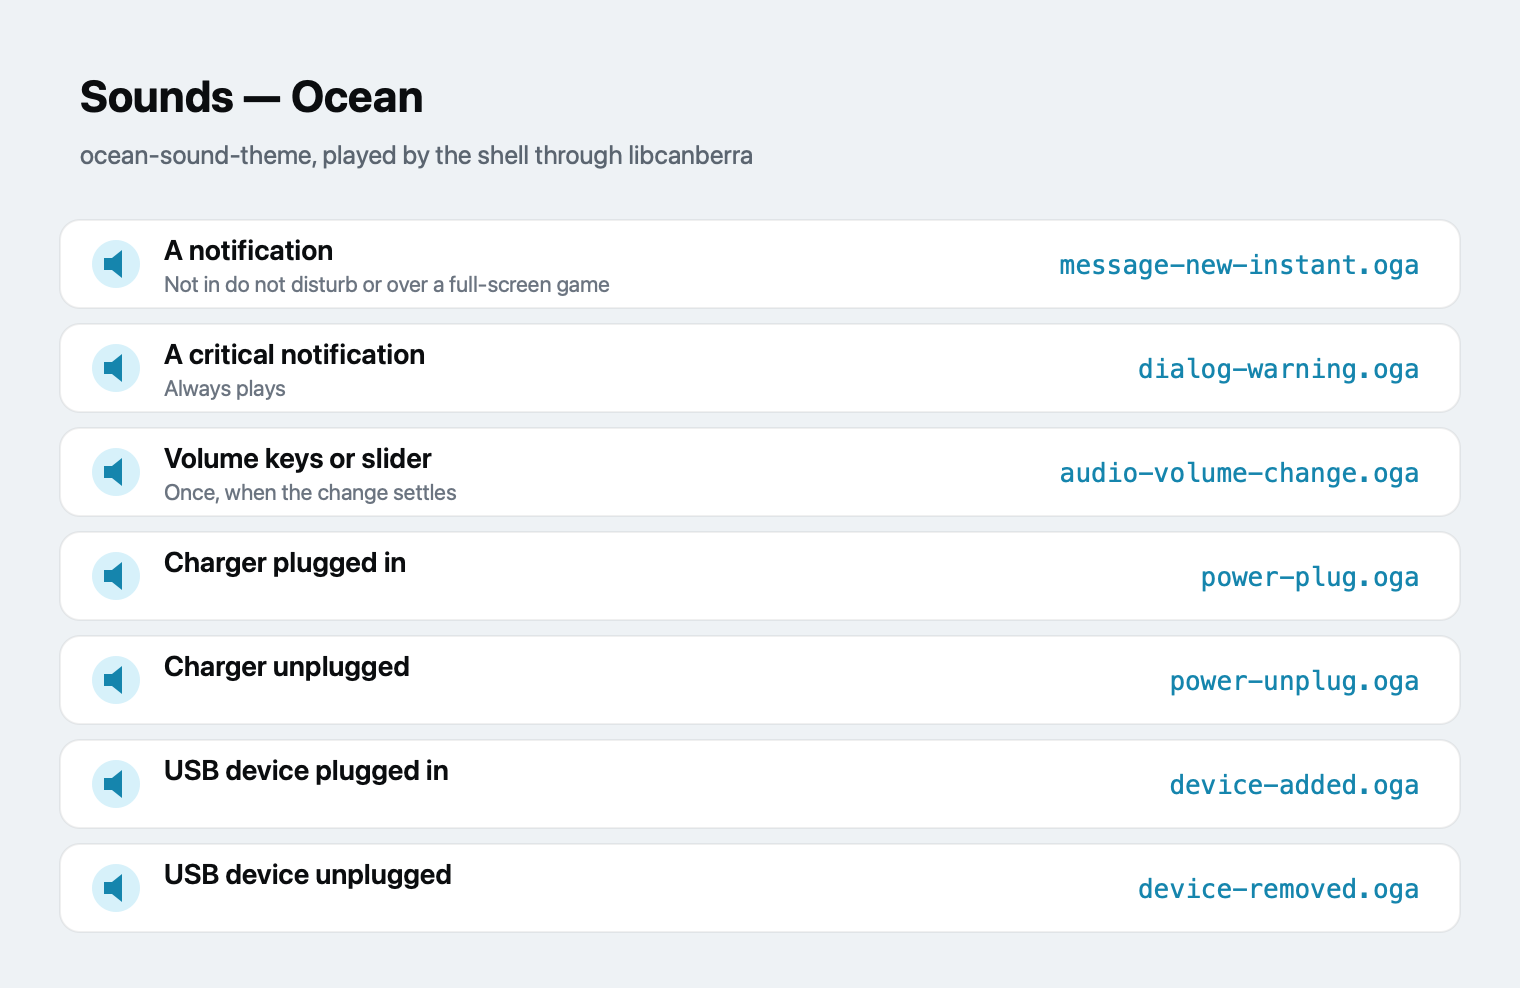 Sounds — Ocean
ocean-sound-theme, played by the shell through libcanberra
A notification
Not in do not disturb or over a full-screen game
message-new-instant.oga
A critical notification
Always plays
dialog-warning.oga
Volume keys or slider
Once, when the change settles
audio-volume-change.oga
Charger plugged in
power-plug.oga
Charger unplugged
power-unplug.oga
USB device plugged in
device-added.oga
USB device unplugged
device-removed.oga